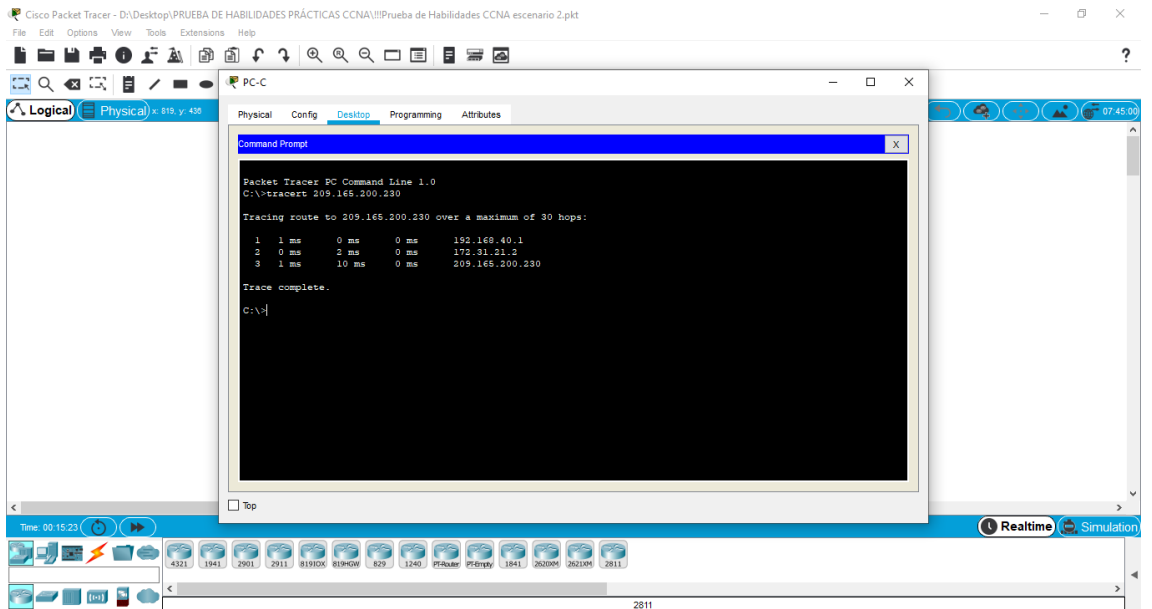 Cisco Packet Tracer - D:\Desktop\PRUEBA DE HABILIDADES PRÁCTICAS CCNA\!!!Prueba de Habilidades CCNA escenario 2.pkt
File Edit Options View Tools Extensions Help
?
PC-C
Logical Physical x: 819, y: 436
07:45:00
Physical Config Desktop Programming Attributes
Command Prompt X
Packet Tracer PC Command Line 1.0
C:\>tracert 209.165.200.230
Tracing route to 209.165.200.230 over a maximum of 30 hops:
1 1 ms 0 ms 0 ms 192.168.40.1
2 0 ms 2 ms 0 ms 172.31.21.2
3 1 ms 10 ms 0 ms 209.165.200.230
Trace complete.
C:\>
Top
Time: 00:15:23
Realtime Simulation
4321 1941 2901 2911 819IOX 819HGW 829 1240 PT-Router PT-Empty 1841 2620XM 2621XM 2811
2811